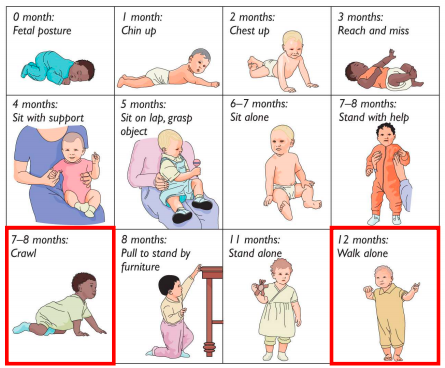 0 month:
Fetal posture
1 month:
Chin up
2 months:
Chest up
3 months:
Reach and miss
4 months:
Sit with support
5 months:
Sit on lap, grasp
object
6–7 months:
Sit alone
7–8 months:
Stand with help
7–8 months:
Crawl
8 months:
Pull to stand by
furniture
11 months:
Stand alone
12 months:
Walk alone